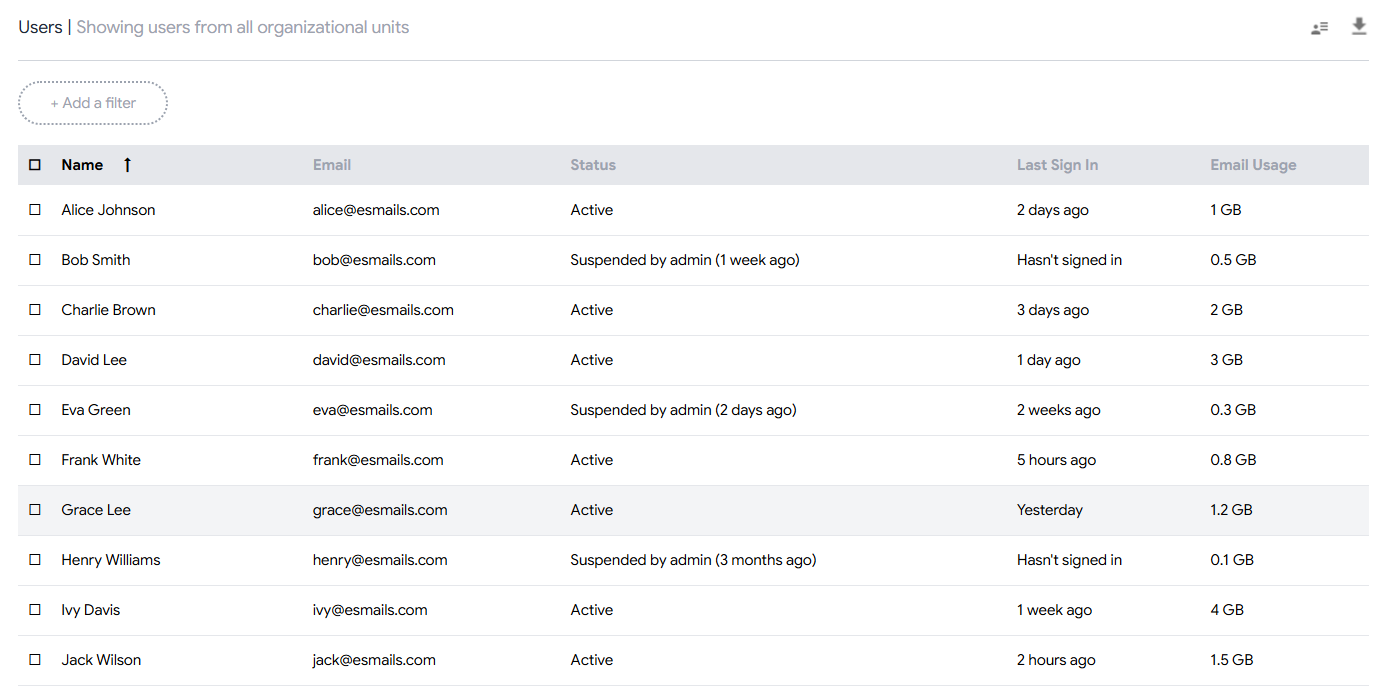 Users | Showing users from all organizational units
+ Add a filter
Name ↑ Email Status Last Sign In Email Usage
Alice Johnson alice@esmails.com Active 2 days ago 1 GB
Bob Smith bob@esmails.com Suspended by admin (1 week ago) Hasn't signed in 0.5 GB
Charlie Brown charlie@esmails.com Active 3 days ago 2 GB
David Lee david@esmails.com Active 1 day ago 3 GB
Eva Green eva@esmails.com Suspended by admin (2 days ago) 2 weeks ago 0.3 GB
Frank White frank@esmails.com Active 5 hours ago 0.8 GB
Grace Lee grace@esmails.com Active Yesterday 1.2 GB
Henry Williams henry@esmails.com Suspended by admin (3 months ago) Hasn't signed in 0.1 GB
Ivy Davis ivy@esmails.com Active 1 week ago 4 GB
Jack Wilson jack@esmails.com Active 2 hours ago 1.5 GB